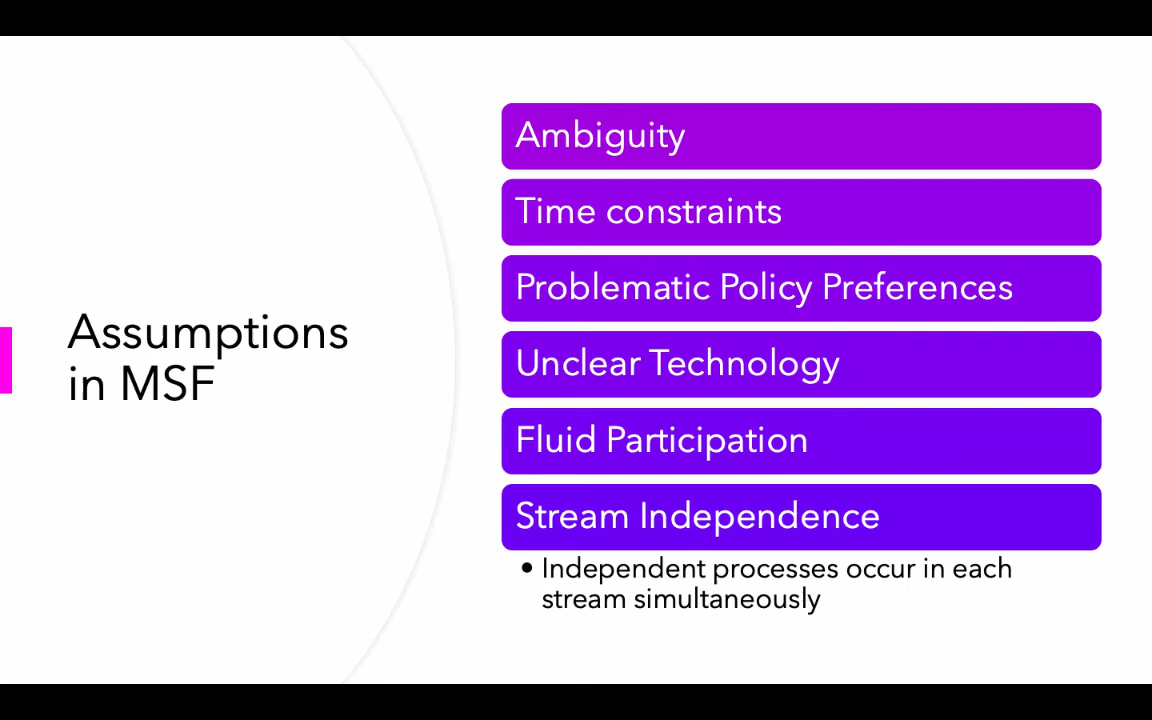 Assumptions
in MSF
Ambiguity
Time constraints
Problematic Policy Preferences
Unclear Technology
Fluid Participation
Stream Independence
• Independent processes occur in each
stream simultaneously